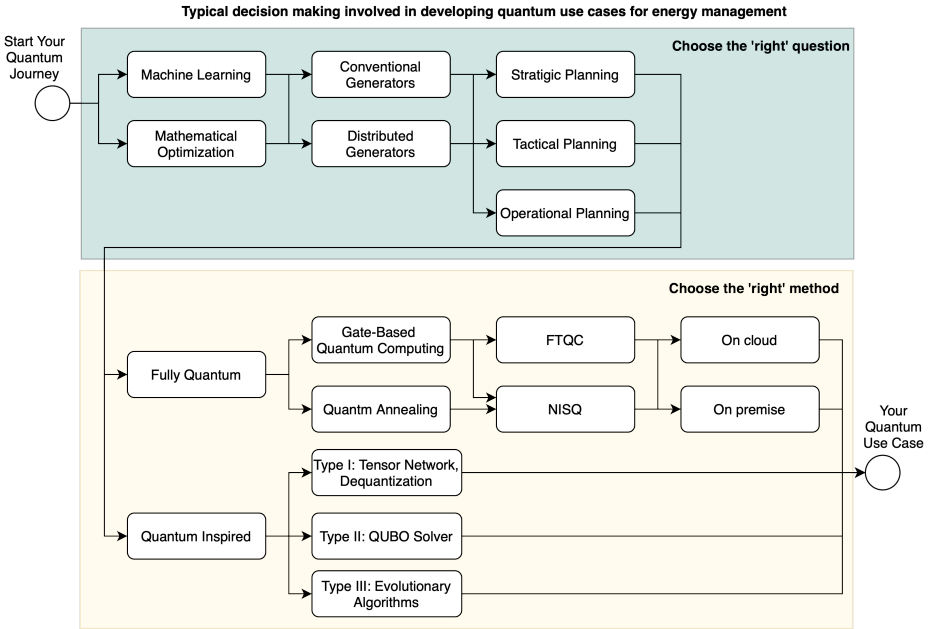 Typical decision making involved in developing quantum use cases for energy management
Start Your
Quantum
Journey
Choose the 'right' question
Machine Learning
Conventional
Generators
Stratigic Planning
Mathematical
Optimization
Distributed
Generators
Tactical Planning
Operational Planning
Choose the 'right' method
Gate-Based
Quantum Computing
FTQC
On cloud
Fully Quantum
Quantm Annealing
NISQ
On premise
Your
Quantum
Use Case
Type I: Tensor Network,
Dequantization
Quantum Inspired
Type II: QUBO Solver
Type III: Evolutionary
Algorithms